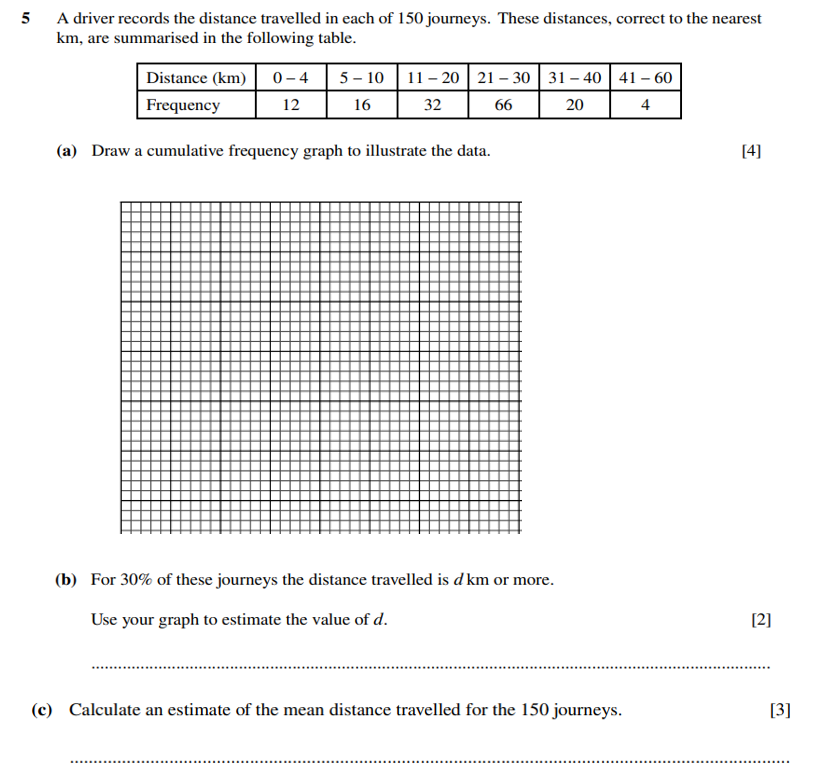 5 A driver records the distance travelled in each of 150 journeys. These distances, correct to the nearest
km, are summarised in the following table.
Distance (km) 0 – 4 5 – 10 11 – 20 21 – 30 31 – 40 41 – 60
Frequency 12 16 32 66 20 4
(a) Draw a cumulative frequency graph to illustrate the data. [4]
(b) For 30% of these journeys the distance travelled is d km or more.
Use your graph to estimate the value of d. [2]
(c) Calculate an estimate of the mean distance travelled for the 150 journeys. [3]